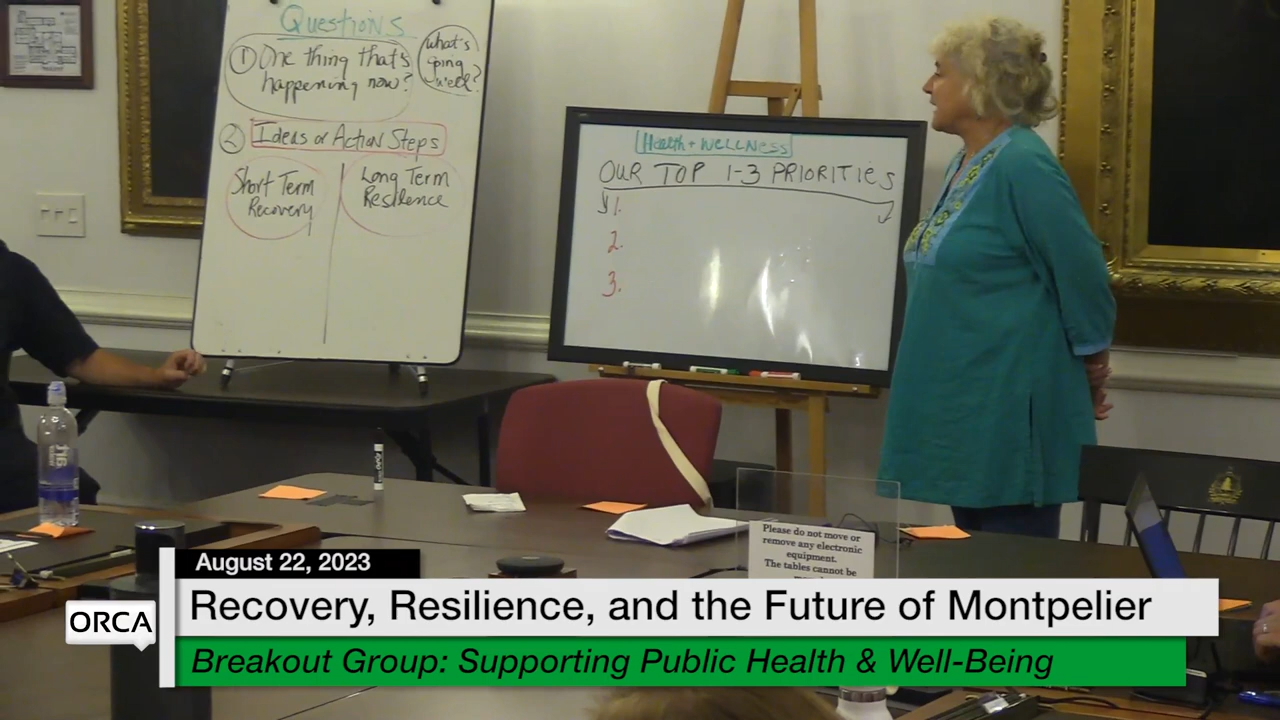 Questions
① One thing that's
happening now?
What's
going
well?
② Ideas or Action Steps
Short Term
Recovery
Long Term
Resilence
Health + WELLNESS
OUR TOP 1-3 PRIORITIES
1.
2.
3.
Please do not move or
remove any electronic
equipment.
The tables cannot be
August 22, 2023
ORCA
Recovery, Resilience, and the Future of Montpelier
Breakout Group: Supporting Public Health & Well-Being